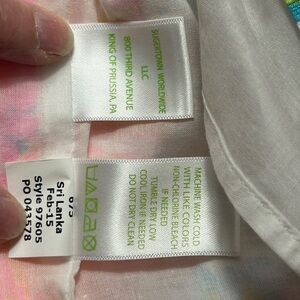 SUGARTOWN WORLDWIDE
LLC
800 THIRD AVENUE
KING OF PRUSSIA, PA
MACHINE WASH COLD
WITH LIKE COLORS
NON-CHLORINE BLEACH
IF NEEDED
TUMBLE DRY LOW
COOL IRON IF NEEDED
DO NOT DRY CLEAN
675
Sri Lanka
Feb-15
Style 97605
PO 0431578